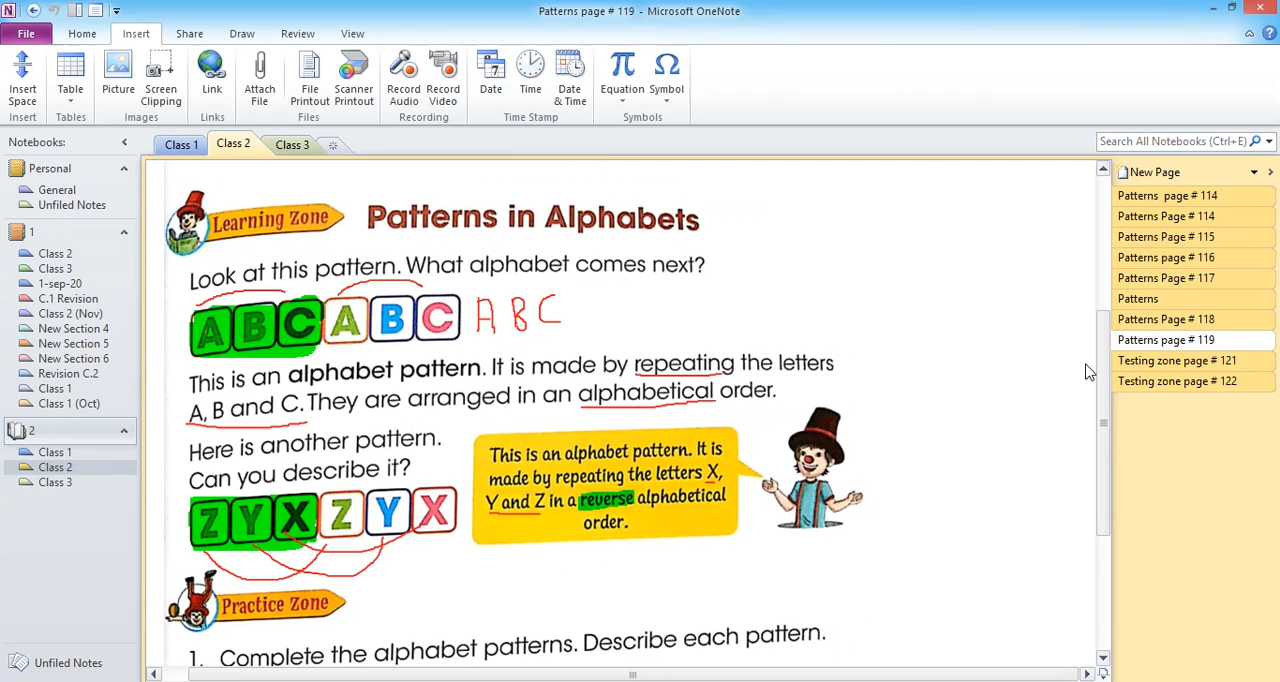 Patterns page # 119 - Microsoft OneNote
File Home Insert Share Draw Review View
Insert Space
Table
Picture
Screen Clipping
Link
Attach File
File Printout
Scanner Printout
Record Audio
Record Video
Date
Time
Date & Time
Equation
Symbol
Insert Tables Images Links Files Recording Time Stamp Symbols
Notebooks:
Personal
General
Unfiled Notes
1
Class 2
Class 3
1-sep-20
C.1 Revision
Class 2 (Nov)
New Section 4
New Section 5
New Section 6
Revision C.2
Class 1
Class 1 (Oct)
2
Class 1
Class 2
Class 3
Unfiled Notes
Class 1 Class 2 Class 3
Search All Notebooks (Ctrl+E)
Learning Zone
Patterns in Alphabets
Look at this pattern. What alphabet comes next?
A B C A B C A B C
This is an alphabet pattern. It is made by repeating the letters
A, B and C. They are arranged in an alphabetical order.
Here is another pattern.
Can you describe it?
Z Y X Z Y X
This is an alphabet pattern. It is
made by repeating the letters X,
Y and Z in a reverse alphabetical
order.
Practice Zone
1. Complete the alphabet patterns. Describe each pattern.
New Page
Patterns page # 114
Patterns Page # 114
Patterns Page # 115
Patterns Page # 116
Patterns Page # 117
Patterns
Patterns Page # 118
Patterns page # 119
Testing zone page # 121
Testing zone page # 122